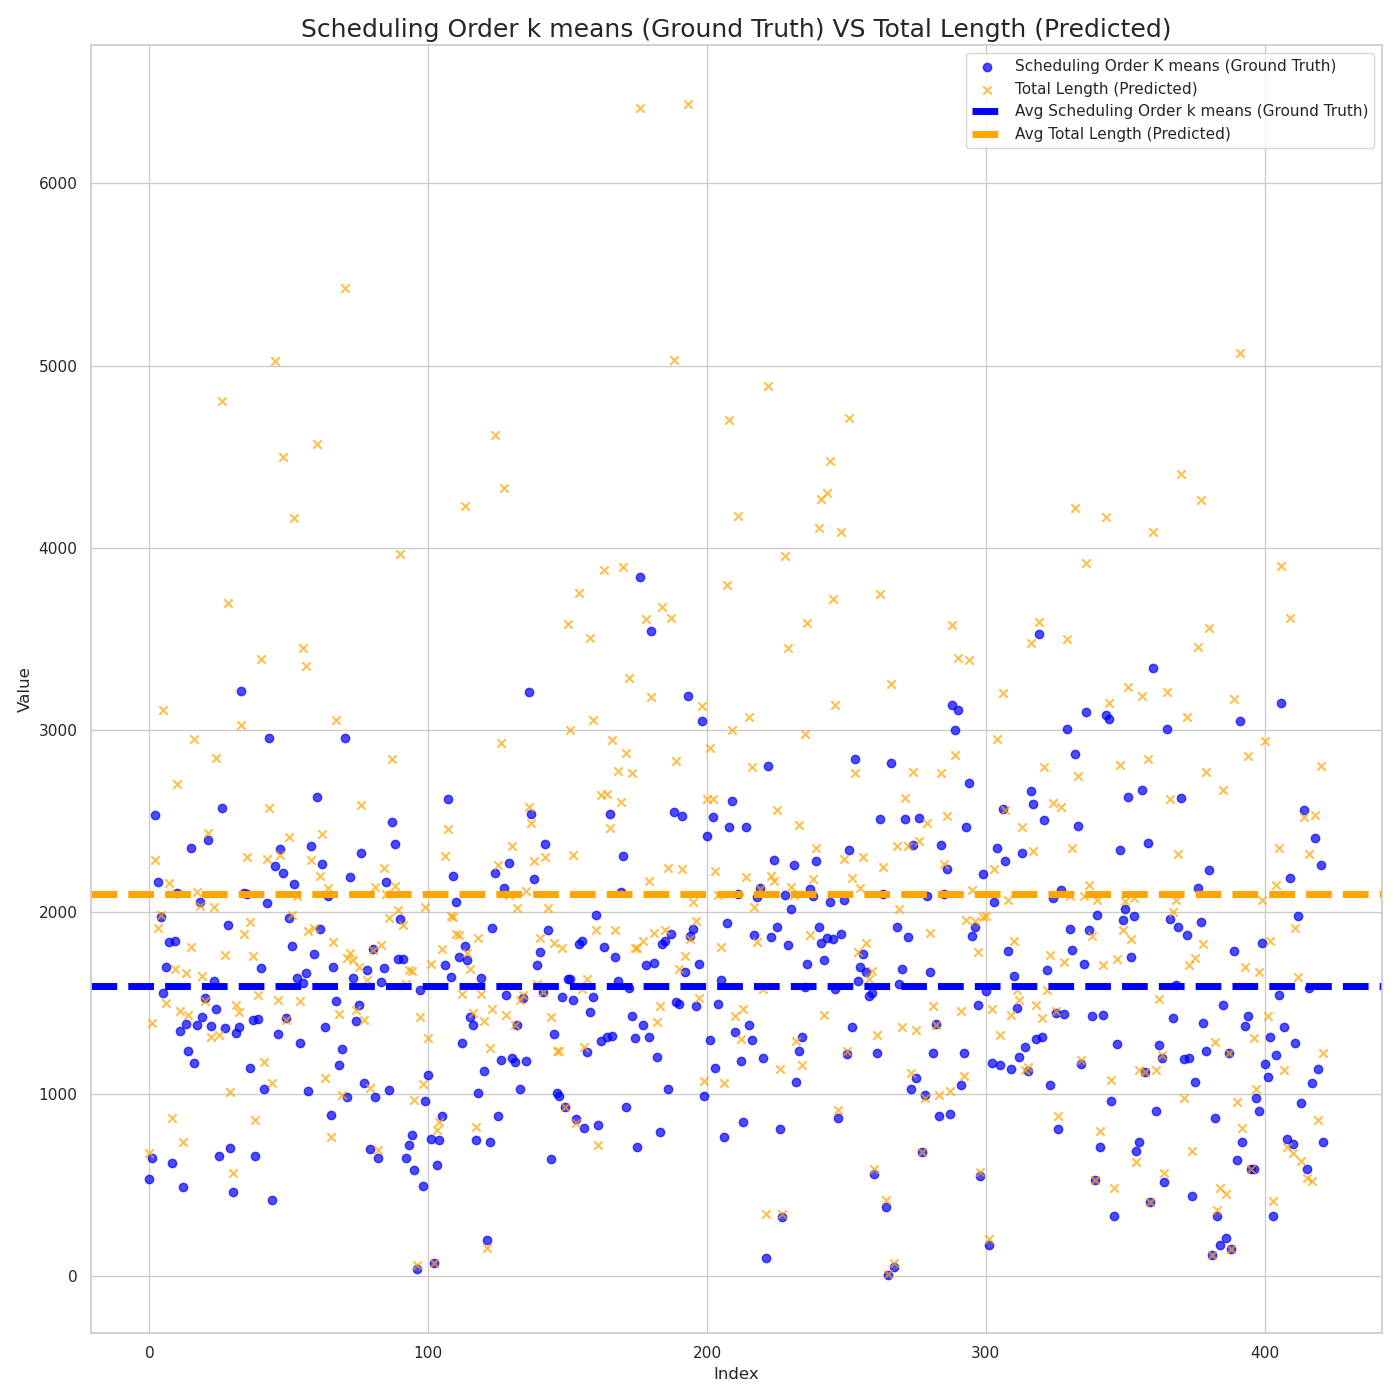 Scheduling Order k means (Ground Truth) VS Total Length (Predicted)
Scheduling Order K means (Ground Truth)
Total Length (Predicted)
Avg Scheduling Order k means (Ground Truth)
Avg Total Length (Predicted)
Value
6000
5000
4000
3000
2000
1000
0
0 100 200 300 400
Index